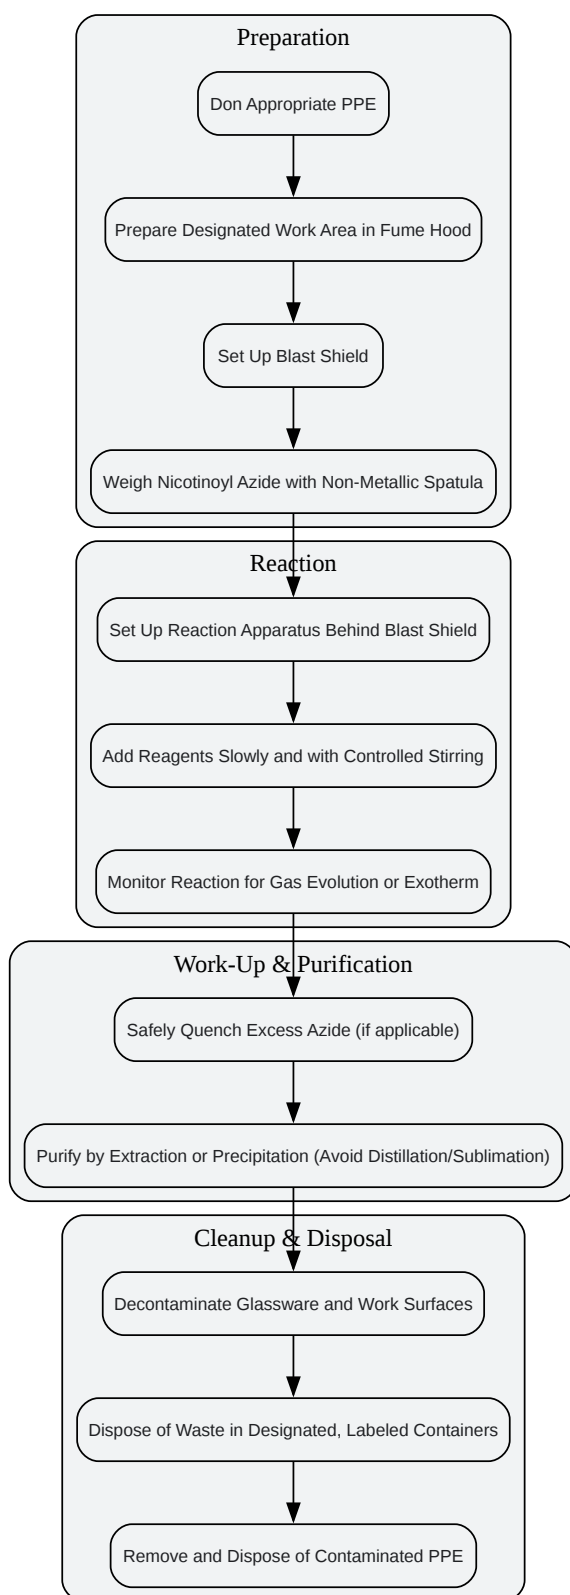 Preparation
Don Appropriate PPE
Prepare Designated Work Area in Fume Hood
Set Up Blast Shield
Weigh Nicotinoyl Azide with Non-Metallic Spatula
Reaction
Set Up Reaction Apparatus Behind Blast Shield
Add Reagents Slowly and with Controlled Stirring
Monitor Reaction for Gas Evolution or Exotherm
Work-Up & Purification
Safely Quench Excess Azide (if applicable)
Purify by Extraction or Precipitation (Avoid Distillation/Sublimation)
Cleanup & Disposal
Decontaminate Glassware and Work Surfaces
Dispose of Waste in Designated, Labeled Containers
Remove and Dispose of Contaminated PPE